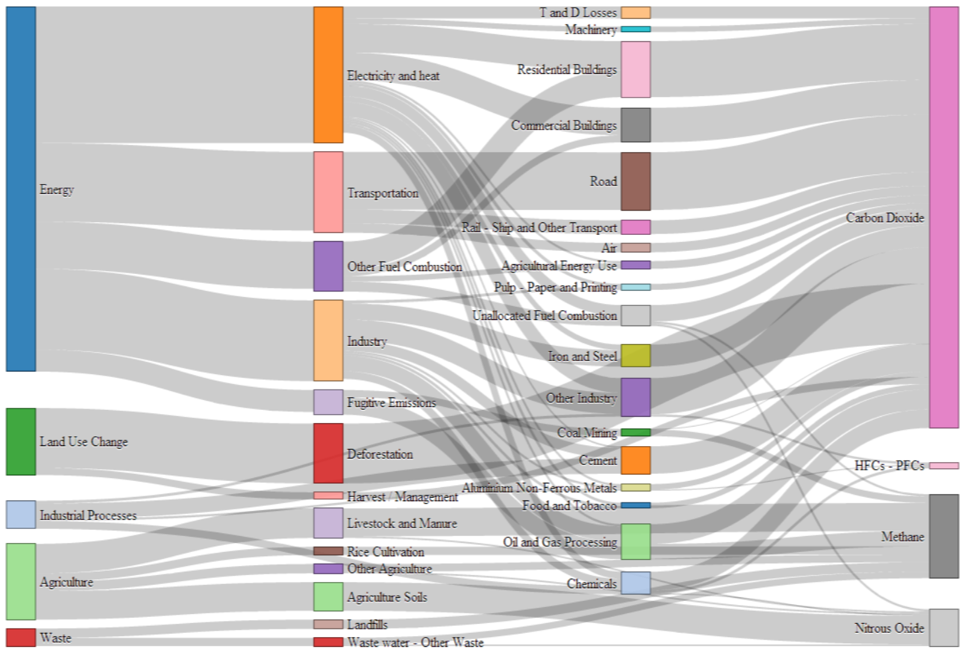 Energy
Land Use Change
Industrial Processes
Agriculture
Waste
Electricity and heat
Transportation
Other Fuel Combustion
Industry
Fugitive Emissions
Deforestation
Harvest / Management
Livestock and Manure
Rice Cultivation
Other Agriculture
Agriculture Soils
Landfills
Waste water - Other Waste
T and D Losses
Machinery
Residential Buildings
Commercial Buildings
Road
Rail - Ship and Other Transport
Air
Agricultural Energy Use
Pulp - Paper and Printing
Unallocated Fuel Combustion
Iron and Steel
Other Industry
Coal Mining
Cement
Aluminium Non-Ferrous Metals
Food and Tobacco
Oil and Gas Processing
Chemicals
Carbon Dioxide
HFCs - PFCs
Methane
Nitrous Oxide